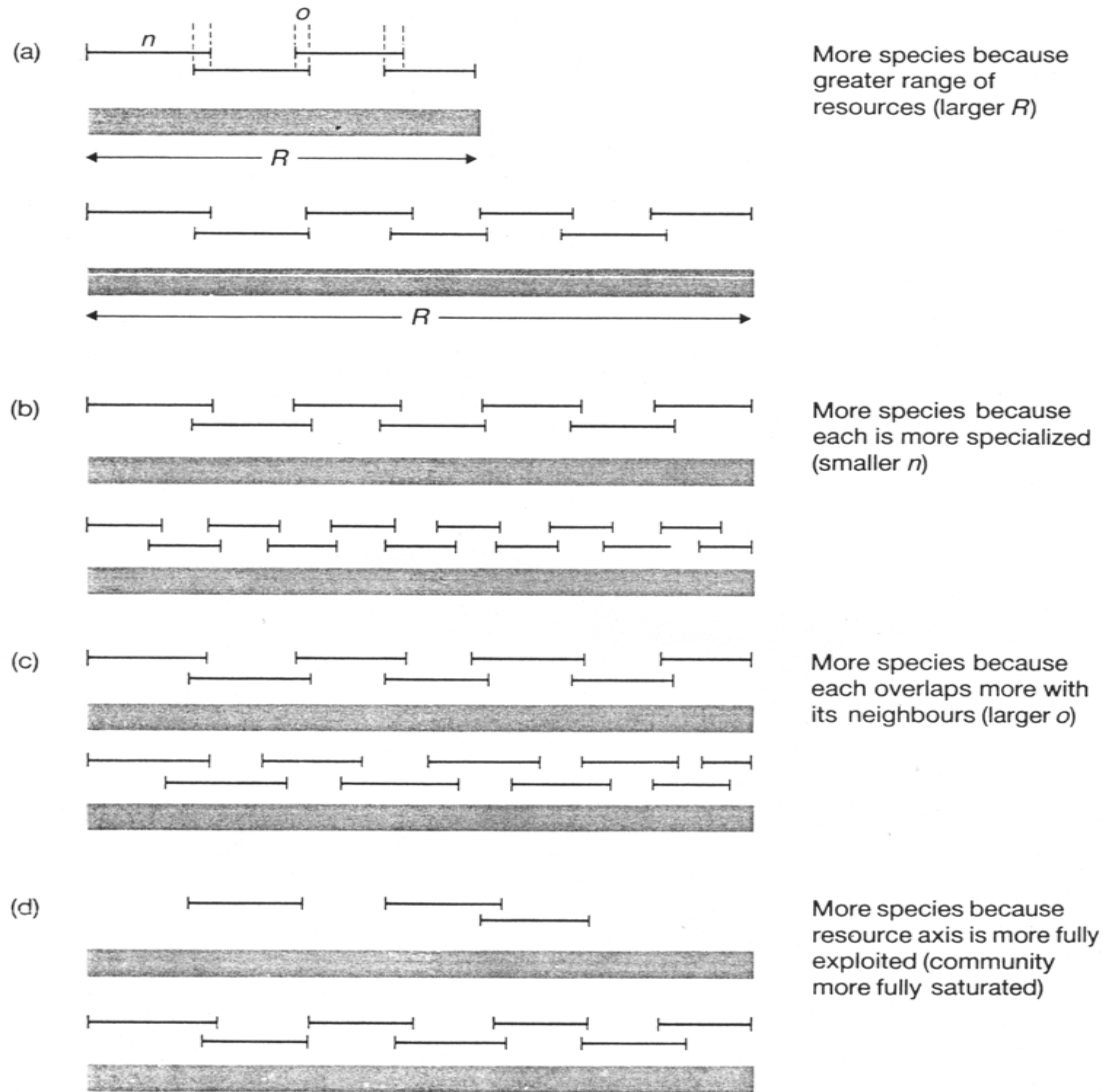 o
(a)
n
More species because
greater range of
resources (larger R)
R
R
(b)
More species because
each is more specialized
(smaller n)
(c)
More species because
each overlaps more with
its neighbours (larger o)
(d)
More species because
resource axis is more fully
exploited (community
more fully saturated)